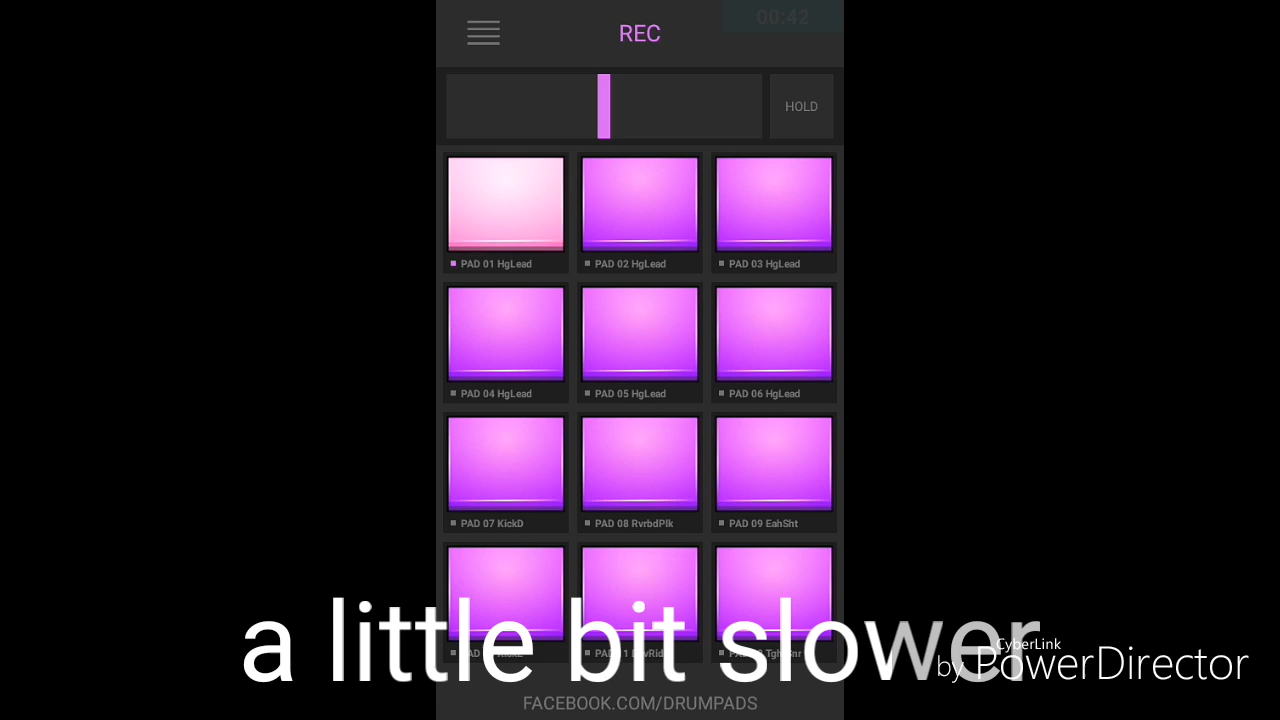 00:42
REC
HOLD
PAD 01 HgLead
PAD 02 HgLead
PAD 03 HgLead
PAD 04 HgLead
PAD 05 HgLead
PAD 06 HgLead
PAD 07 KickD
PAD 08 RvrbdPlk
PAD 09 EahSht
a little bit slower
CyberLink
by PowerDirector
FACEBOOK.COM/DRUMPADS